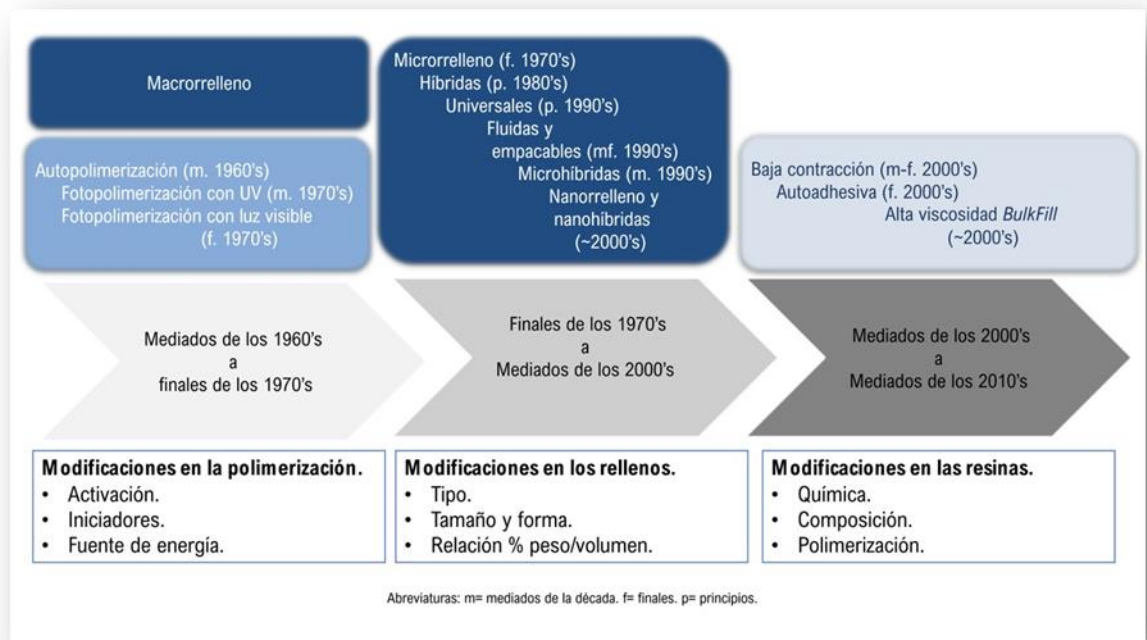 Macrorrelleno
Autopolimerización (m. 1960's)
Fotopolimerización con UV (m. 1970's)
Fotopolimerización con luz visible
(f. 1970's)
Microrrelleno (f. 1970's)
Híbridas (p. 1980's)
Universales (p. 1990's)
Fluidas y
empacables (mf. 1990's)
Microhíbridas (m. 1990's)
Nanorrelleno y
nanohíbridas
(~2000's)
Baja contracción (m-f. 2000's)
Autoadhesiva (f. 2000's)
Alta viscosidad BulkFill
(~2000's)
Mediados de los 1960's
a
finales de los 1970's
Finales de los 1970's
a
Mediados de los 2000's
Mediados de los 2000's
a
Mediados de los 2010's
Modificaciones en la polimerización.
• Activación.
• Iniciadores.
• Fuente de energía.
Modificaciones en los rellenos.
• Tipo.
• Tamaño y forma.
• Relación % peso/volumen.
Modificaciones en las resinas.
• Química.
• Composición.
• Polimerización.
Abreviaturas: m= mediados de la década. f= finales. p= principios.